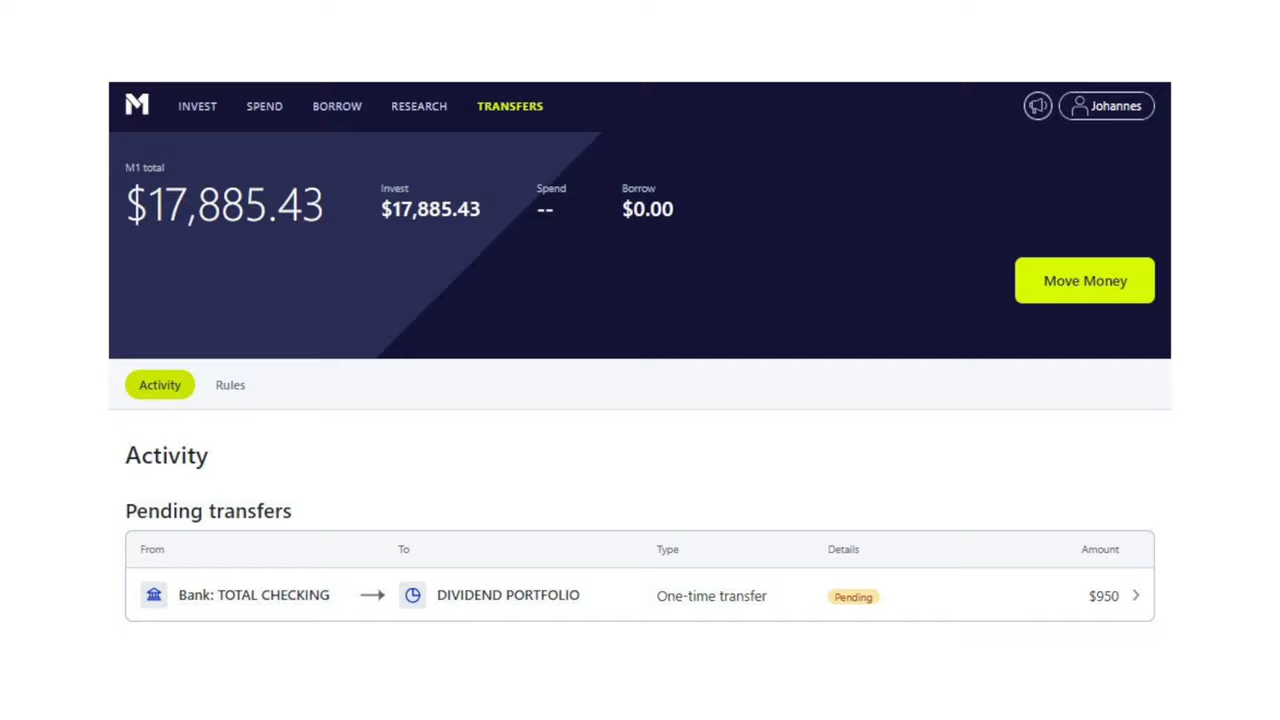 M INVEST SPEND BORROW RESEARCH TRANSFERS Johannes
M1 total
$17,885.43
Invest Spend Borrow
$17,885.43 -- $0.00
Move Money
Activity Rules
Activity
Pending transfers
From To Type Details Amount
Bank: TOTAL CHECKING → DIVIDEND PORTFOLIO One-time transfer Pending $950 >